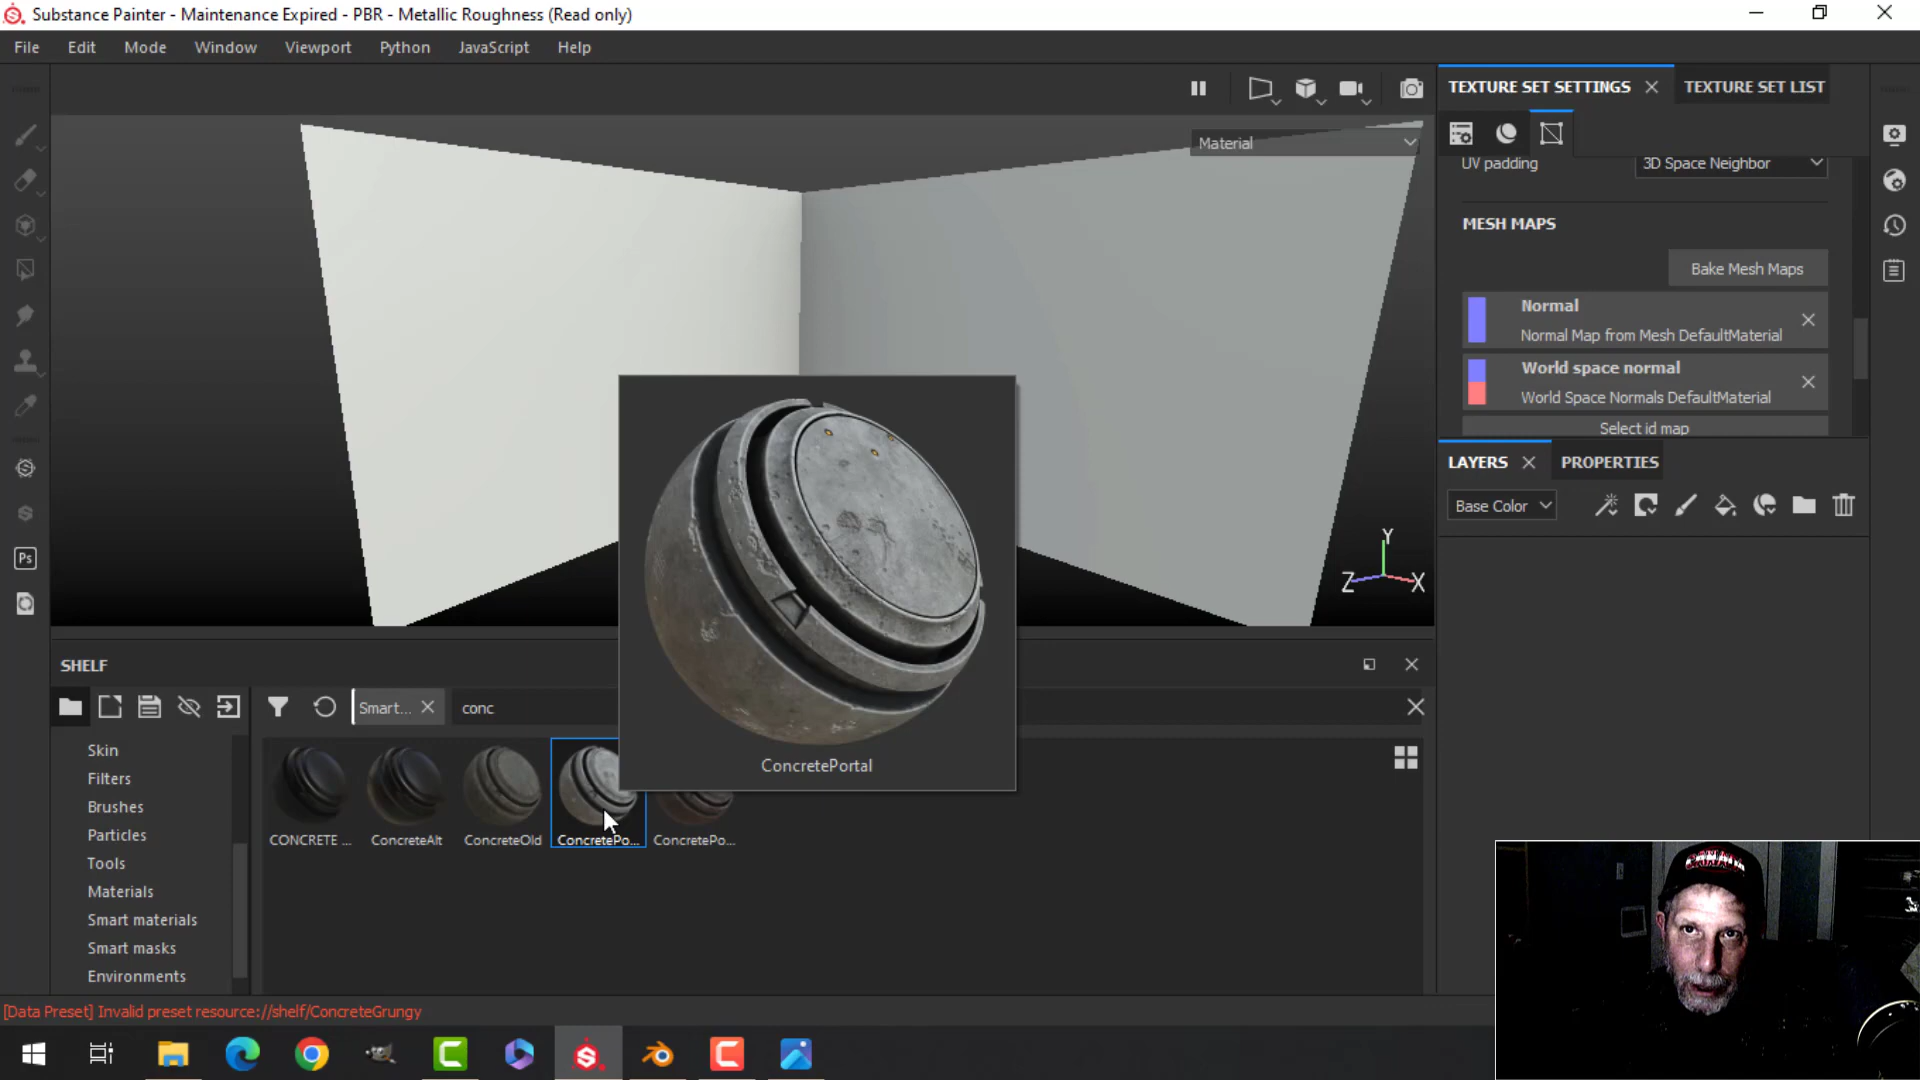 Substance Painter - Maintenance Expired - PBR - Metallic Roughness (Read only)
File Edit Mode Window Viewport Python JavaScript Help
TEXTURE SET SETTINGS TEXTURE SET LIST
Material
UV padding 3D Space Neighbor
MESH MAPS
Bake Mesh Maps
Normal
Normal Map from Mesh DefaultMaterial
World space normal
World Space Normals DefaultMaterial
Select id map
LAYERS PROPERTIES
Base Color
Y
Z X
Ps
ConcretePortal
SHELF
Smart... conc
Skin
Filters
Brushes
Particles
Tools
Materials
Smart materials
Smart masks
Environments
CONCRETE ... ConcreteAlt ConcreteOld ConcretePo... ConcretePo...
[Data Preset] Invalid preset resource://shelf/ConcreteGrungy